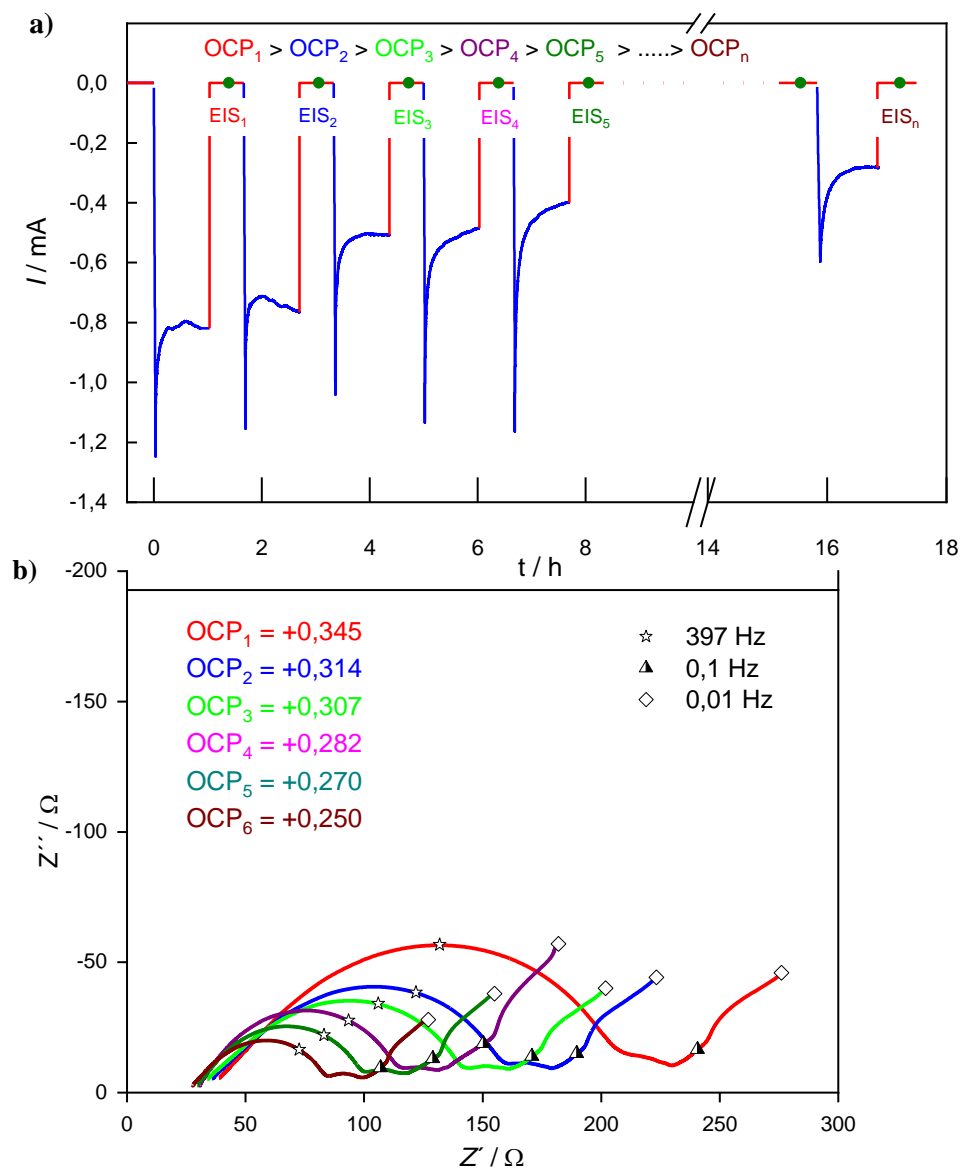 a)
OCP1 > OCP2 > OCP3 > OCP4 > OCP5 > .....> OCPn
0,0
-0,2
-0,4
-0,6
-0,8
-1,0
-1,2
-1,4
I / mA
EIS1 EIS2 EIS3 EIS4 EIS5 EISn
0 2 4 6 8 14 16 18
t / h
b)
-200
-150
-100
-50
0
Z´´ / Ω
OCP1 = +0,345
OCP2 = +0,314
OCP3 = +0,307
OCP4 = +0,282
OCP5 = +0,270
OCP6 = +0,250
397 Hz
0,1 Hz
0,01 Hz
0 50 100 150 200 250 300
Z´ / Ω